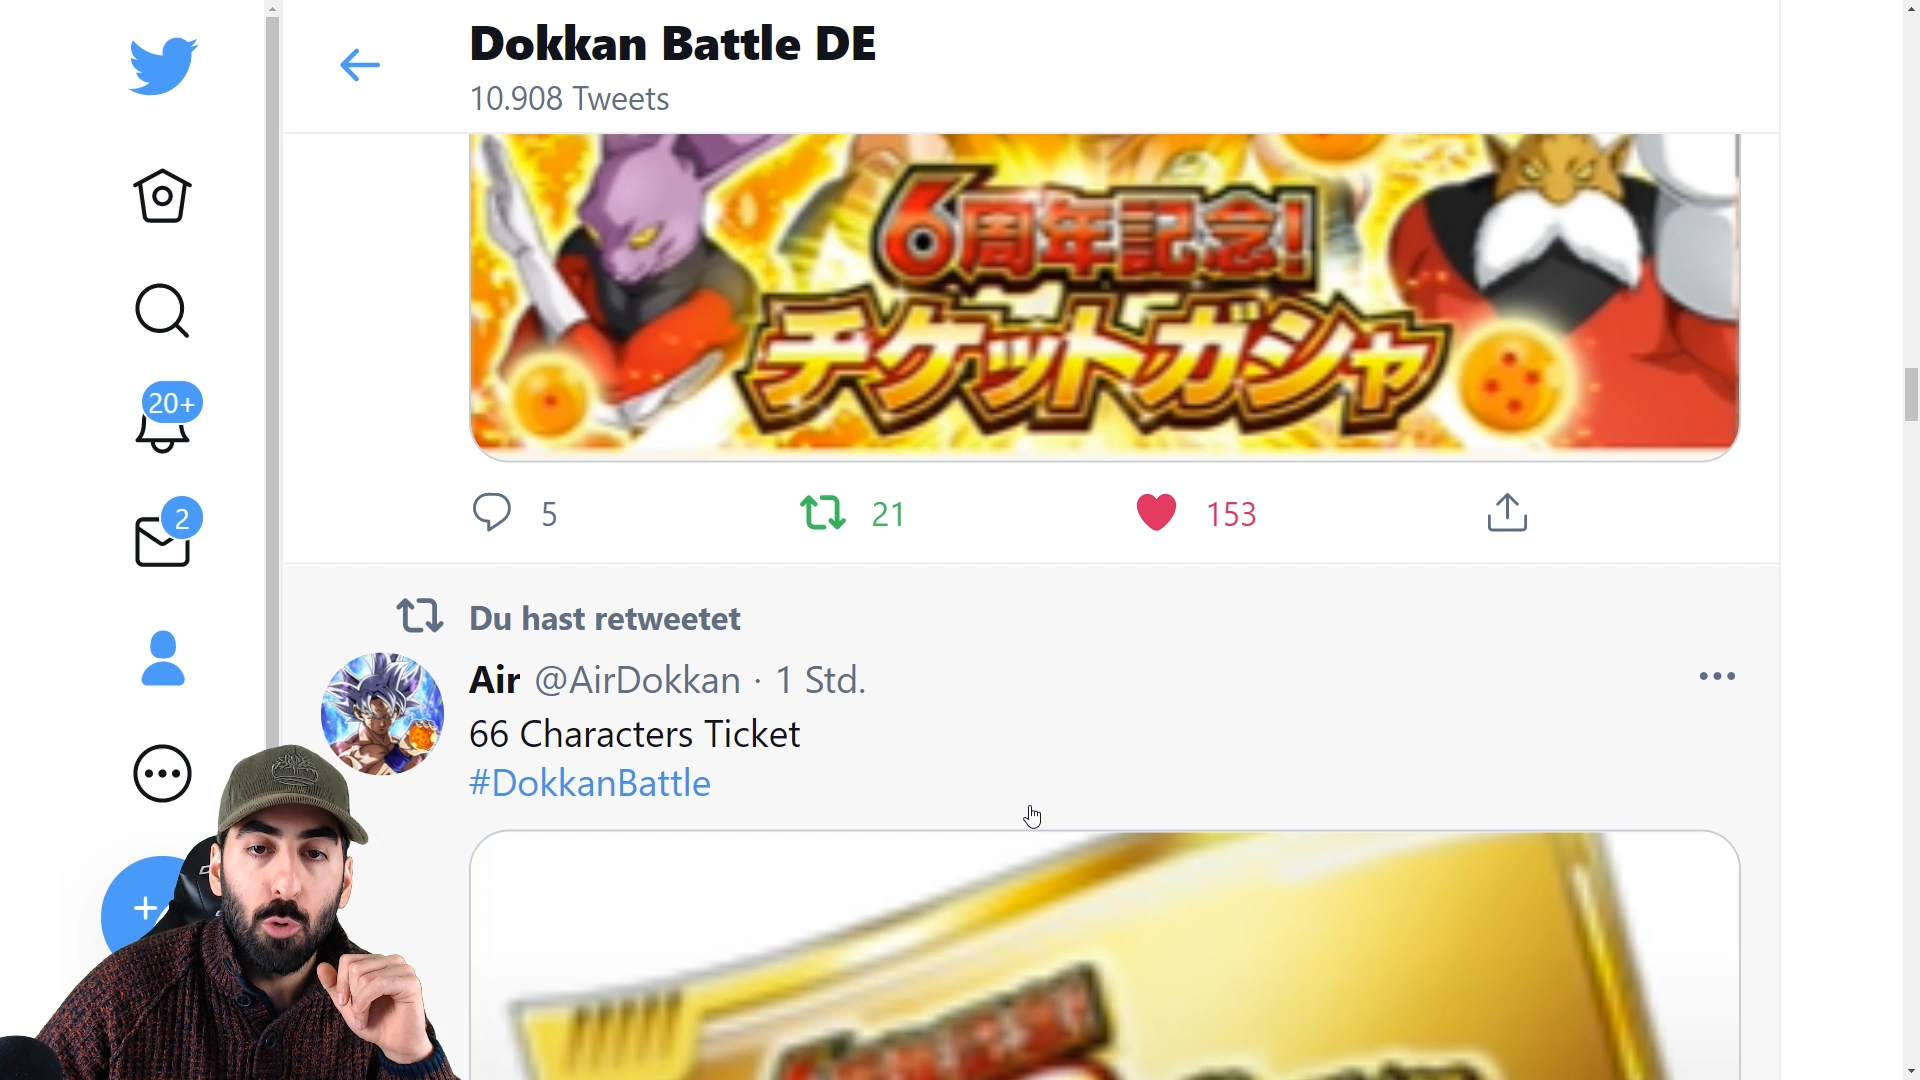 Dokkan Battle DE
10.908 Tweets
6周年記念!
チケットガシャ
20+
2
5
21
153
Du hast retweetet
Air @AirDokkan · 1 Std.
66 Characters Ticket
#DokkanBattle